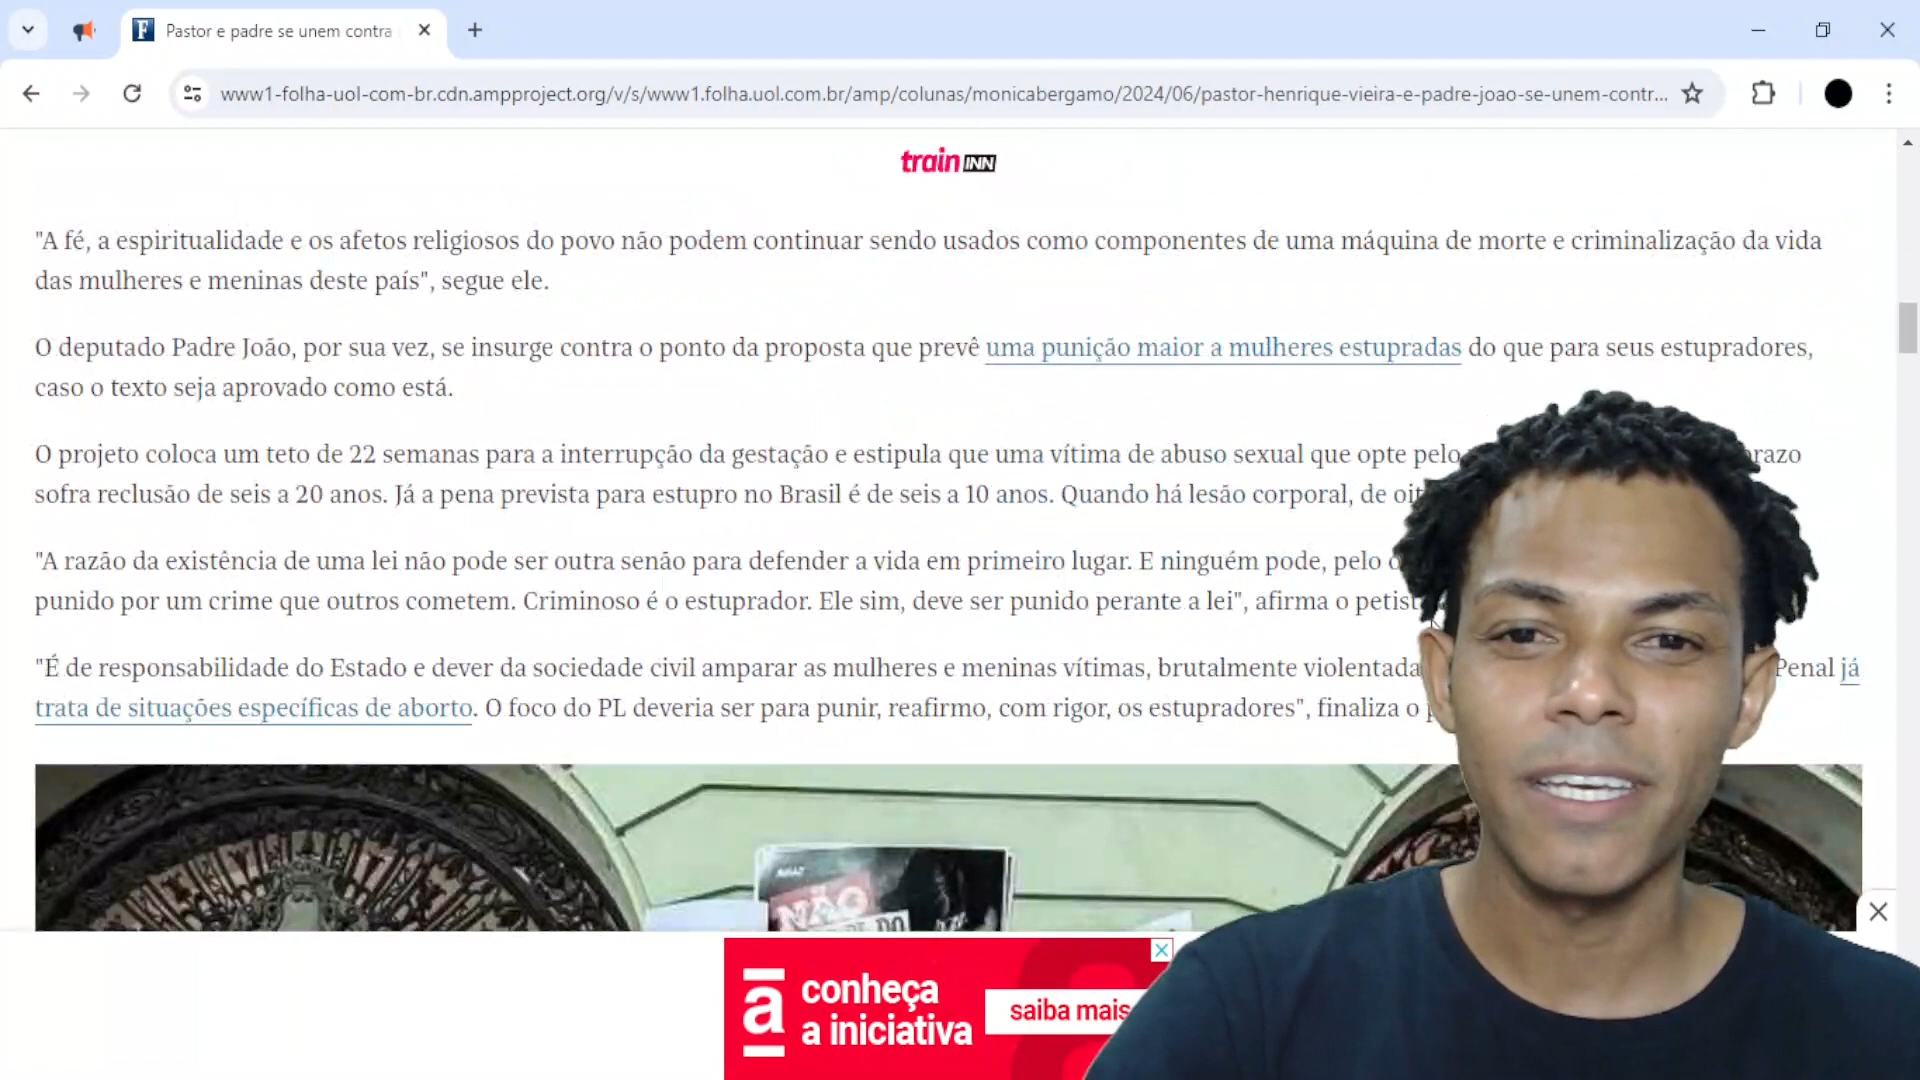 Pastor e padre se unem contra
www1-folha-uol-com-br.cdn.ampproject.org/v/s/www1.folha.uol.com.br/amp/colunas/monicabergamo/2024/06/pastor-henrique-vieira-e-padre-joao-se-unem-contr...
train INN
"A fé, a espiritualidade e os afetos religiosos do povo não podem continuar sendo usados como componentes de uma máquina de morte e criminalização da vida
das mulheres e meninas deste país", segue ele.
O deputado Padre João, por sua vez, se insurge contra o ponto da proposta que prevê uma punição maior a mulheres estupradas do que para seus estupradores,
caso o texto seja aprovado como está.
O projeto coloca um teto de 22 semanas para a interrupção da gestação e estipula que uma vítima de abuso sexual que opte pelo
sofra reclusão de seis a 20 anos. Já a pena prevista para estupro no Brasil é de seis a 10 anos. Quando há lesão corporal, de
"A razão da existência de uma lei não pode ser outra senão para defender a vida em primeiro lugar. E ninguém pode, pelo
punido por um crime que outros cometem. Criminoso é o estuprador. Ele sim, deve ser punido perante a lei", afirma o
"É de responsabilidade do Estado e dever da sociedade civil amparar as mulheres e meninas vítimas, brutalmente Penal já
trata de situações específicas de aborto. O foco do PL deveria ser para punir, reafirmo, com rigor, os estupradores", finaliza o
NÃO
a conheça
a iniciativa
saiba mais